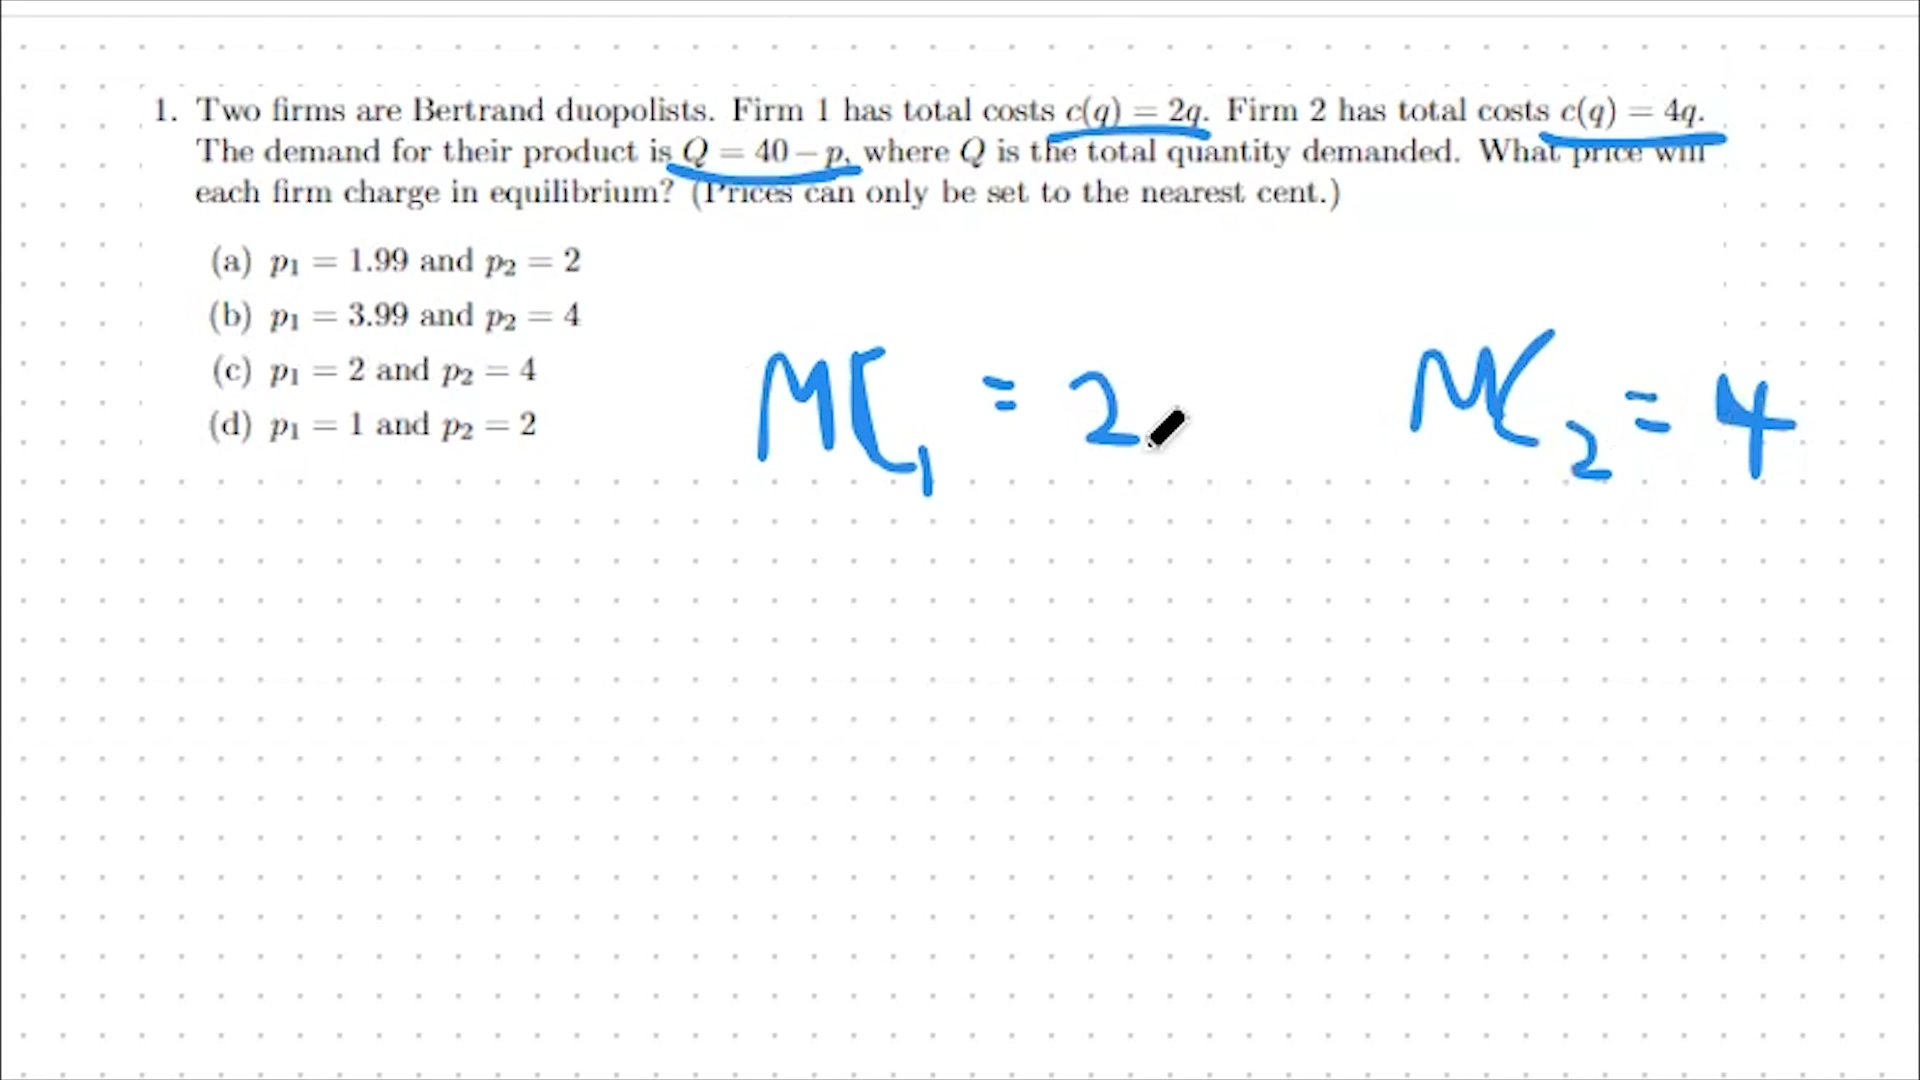 1. Two firms are Bertrand duopolists. Firm 1 has total costs c(q) = 2q. Firm 2 has total costs c(q) = 4q.
The demand for their product is Q = 40 − p, where Q is the total quantity demanded. What price will
each firm charge in equilibrium? (Prices can only be set to the nearest cent.)
(a) p₁ = 1.99 and p₂ = 2
(b) p₁ = 3.99 and p₂ = 4
(c) p₁ = 2 and p₂ = 4
(d) p₁ = 1 and p₂ = 2
MC₁ = 2
MC₂ = 4